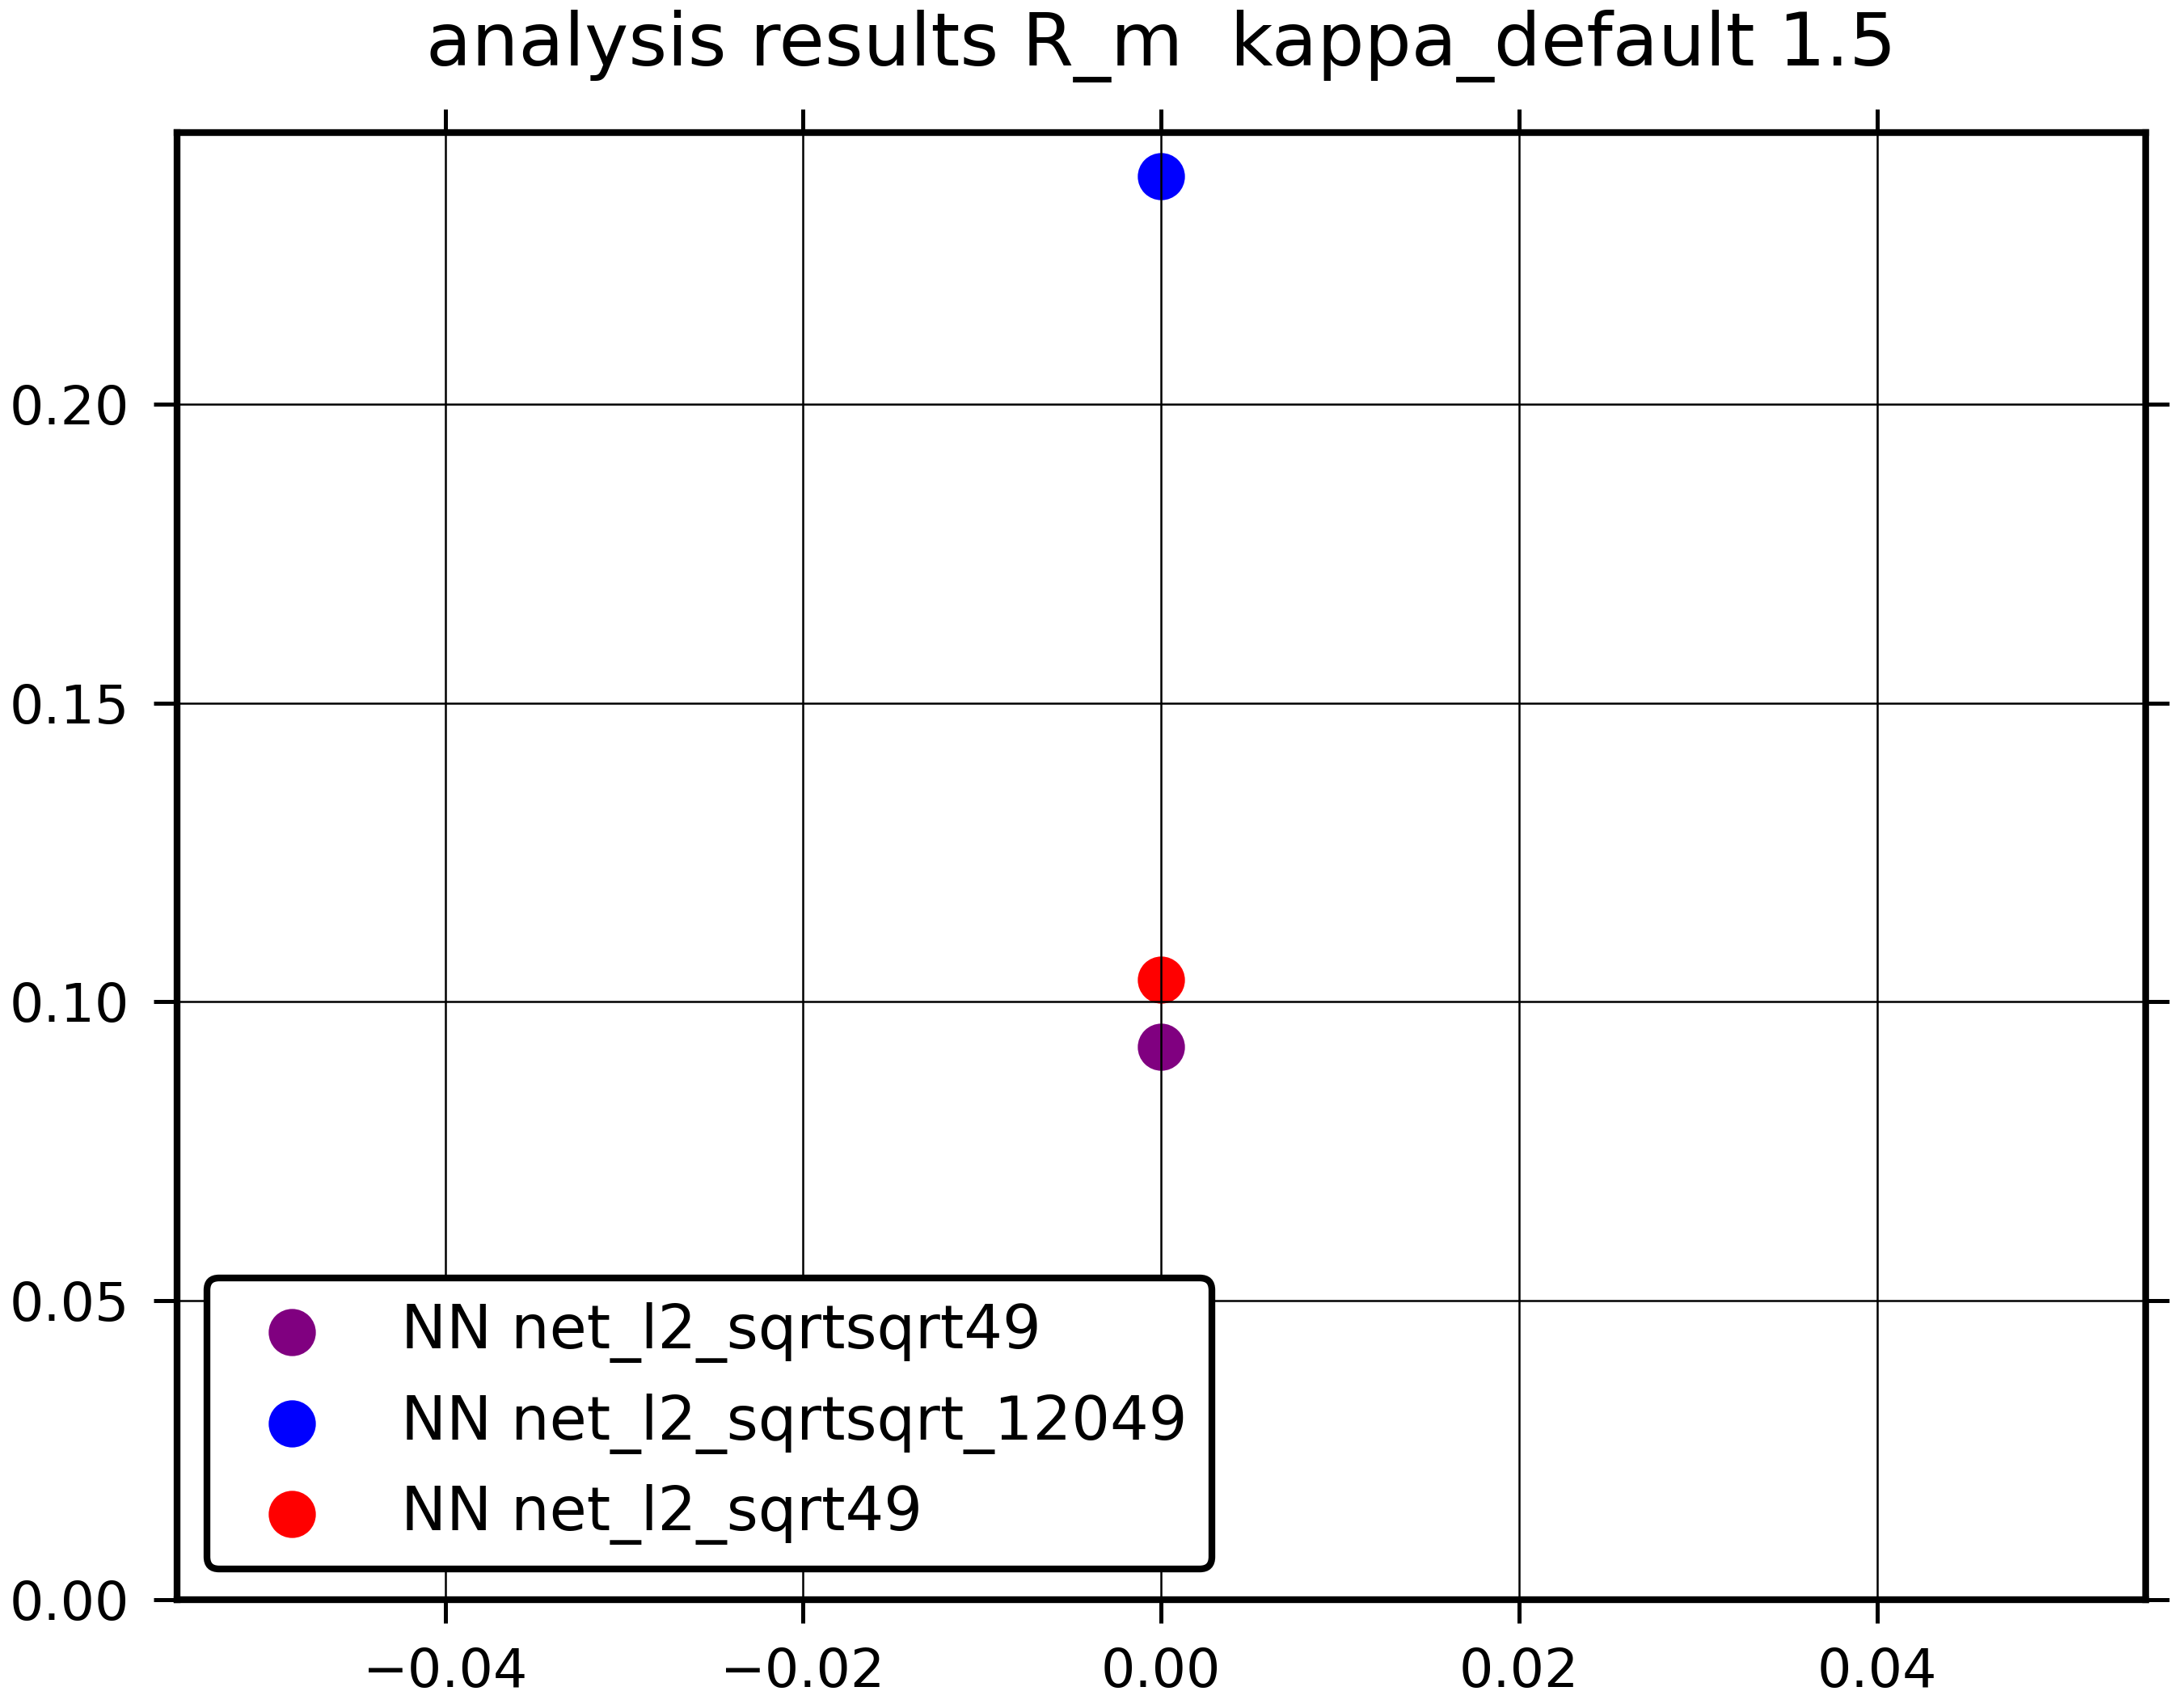 analysis results R_m  kappa_default 1.5
0.20
0.15
0.10
0.05
0.00
NN net_l2_sqrtsqrt49
NN net_l2_sqrtsqrt_12049
NN net_l2_sqrt49
−0.04 −0.02 0.00 0.02 0.04